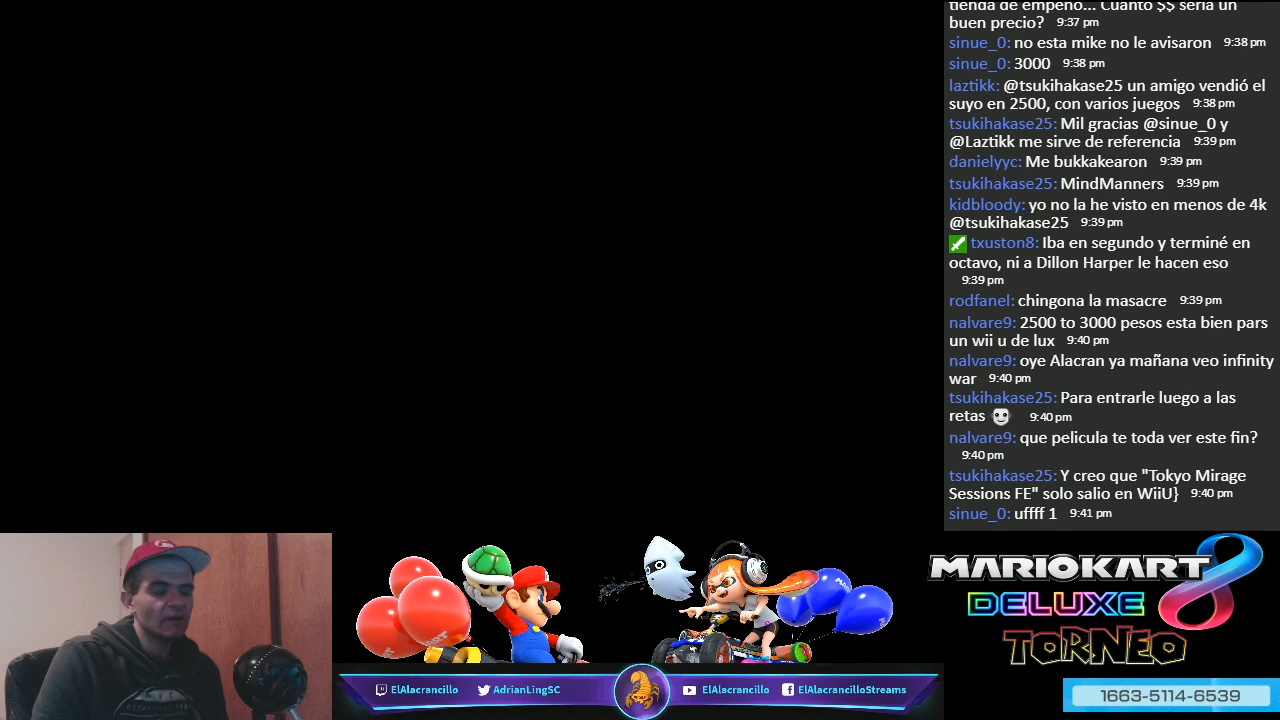 tienda de empeño... Cuanto $$ seria un
buen precio? 9:37 pm
sinue_0: no esta mike no le avisaron 9:38 pm
sinue_0: 3000 9:38 pm
laztikk: @tsukihakase25 un amigo vendió el
suyo en 2500, con varios juegos 9:38 pm
tsukihakase25: Mil gracias @sinue_0 y
@Laztikk me sirve de referencia 9:39 pm
danielyyc: Me bukkakearon 9:39 pm
tsukihakase25: MindManners 9:39 pm
kidbloody: yo no la he visto en menos de 4k
@tsukihakase25 9:39 pm
txuston8: Iba en segundo y terminé en
octavo, ni a Dillon Harper le hacen eso
9:39 pm
rodfanel: chingona la masacre 9:39 pm
nalvare9: 2500 to 3000 pesos esta bien pars
un wii u de lux 9:40 pm
nalvare9: oye Alacran ya mañana veo infinity
war 9:40 pm
tsukihakase25: Para entrarle luego a las
retas 9:40 pm
nalvare9: que pelicula te toda ver este fin?
9:40 pm
tsukihakase25: Y creo que "Tokyo Mirage
Sessions FE" solo salio en WiiU} 9:40 pm
sinue_0: uffff 1 9:41 pm
MARIOKART 8
DELUXE
TORNEO
ElAlacrancillo
AdrianLingSC
ElAlacrancillo
ElAlacrancilloStreams
1663-5114-6539